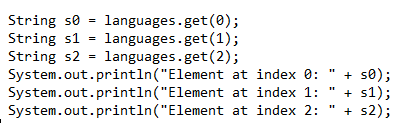 String s0 = languages.get(0);
String s1 = languages.get(1);
String s2 = languages.get(2);
System.out.println("Element at index 0: " + s0);
System.out.println("Element at index 1: " + s1);
System.out.println("Element at index 2: " + s2);